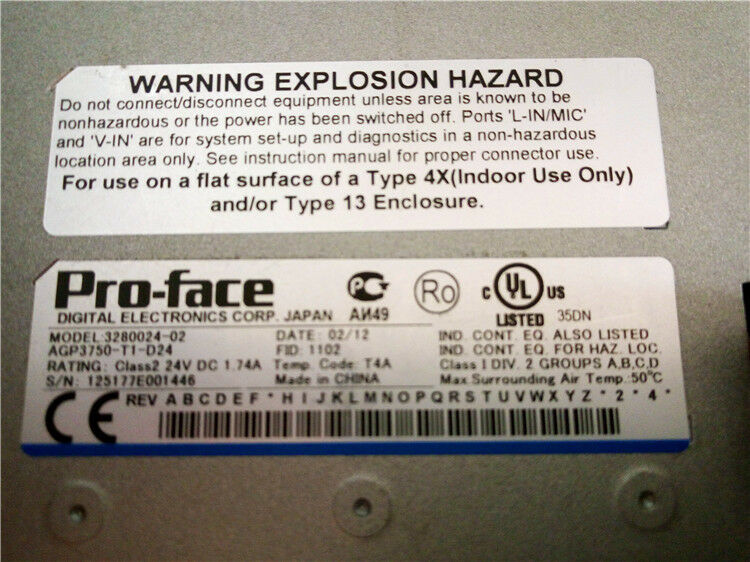 WARNING EXPLOSION HAZARD
Do not connect/disconnect equipment unless area is known to be
nonhazardous or the power has been switched off. Ports 'L-IN/MIC'
and 'V-IN' are for system set-up and diagnostics in a non-hazardous
location area only. See instruction manual for proper connector use.
For use on a flat surface of a Type 4X(Indoor Use Only)
and/or Type 13 Enclosure.
Pro-face
DIGITAL ELECTRONICS CORP. JAPAN
АИ49
Ro
c UL US
LISTED 35DN
MODEL:3280024-02 DATE: 02/12 IND. CONT. EQ. ALSO LISTED
AGP3750-T1-D24 FID: 1102 IND. CONT. EQ. FOR HAZ. LOC.
RATING: Class2 24V DC 1.74A Temp. Code: T4A Class I DIV. 2 GROUPS A,B,C,D
S/N: 125177E001446 Made in CHINA Max Surrounding Air Temp.:50°C
CE REV A B C D E F * H I J K L M N O P Q R S T U V W X Y Z * 2 * 4 *